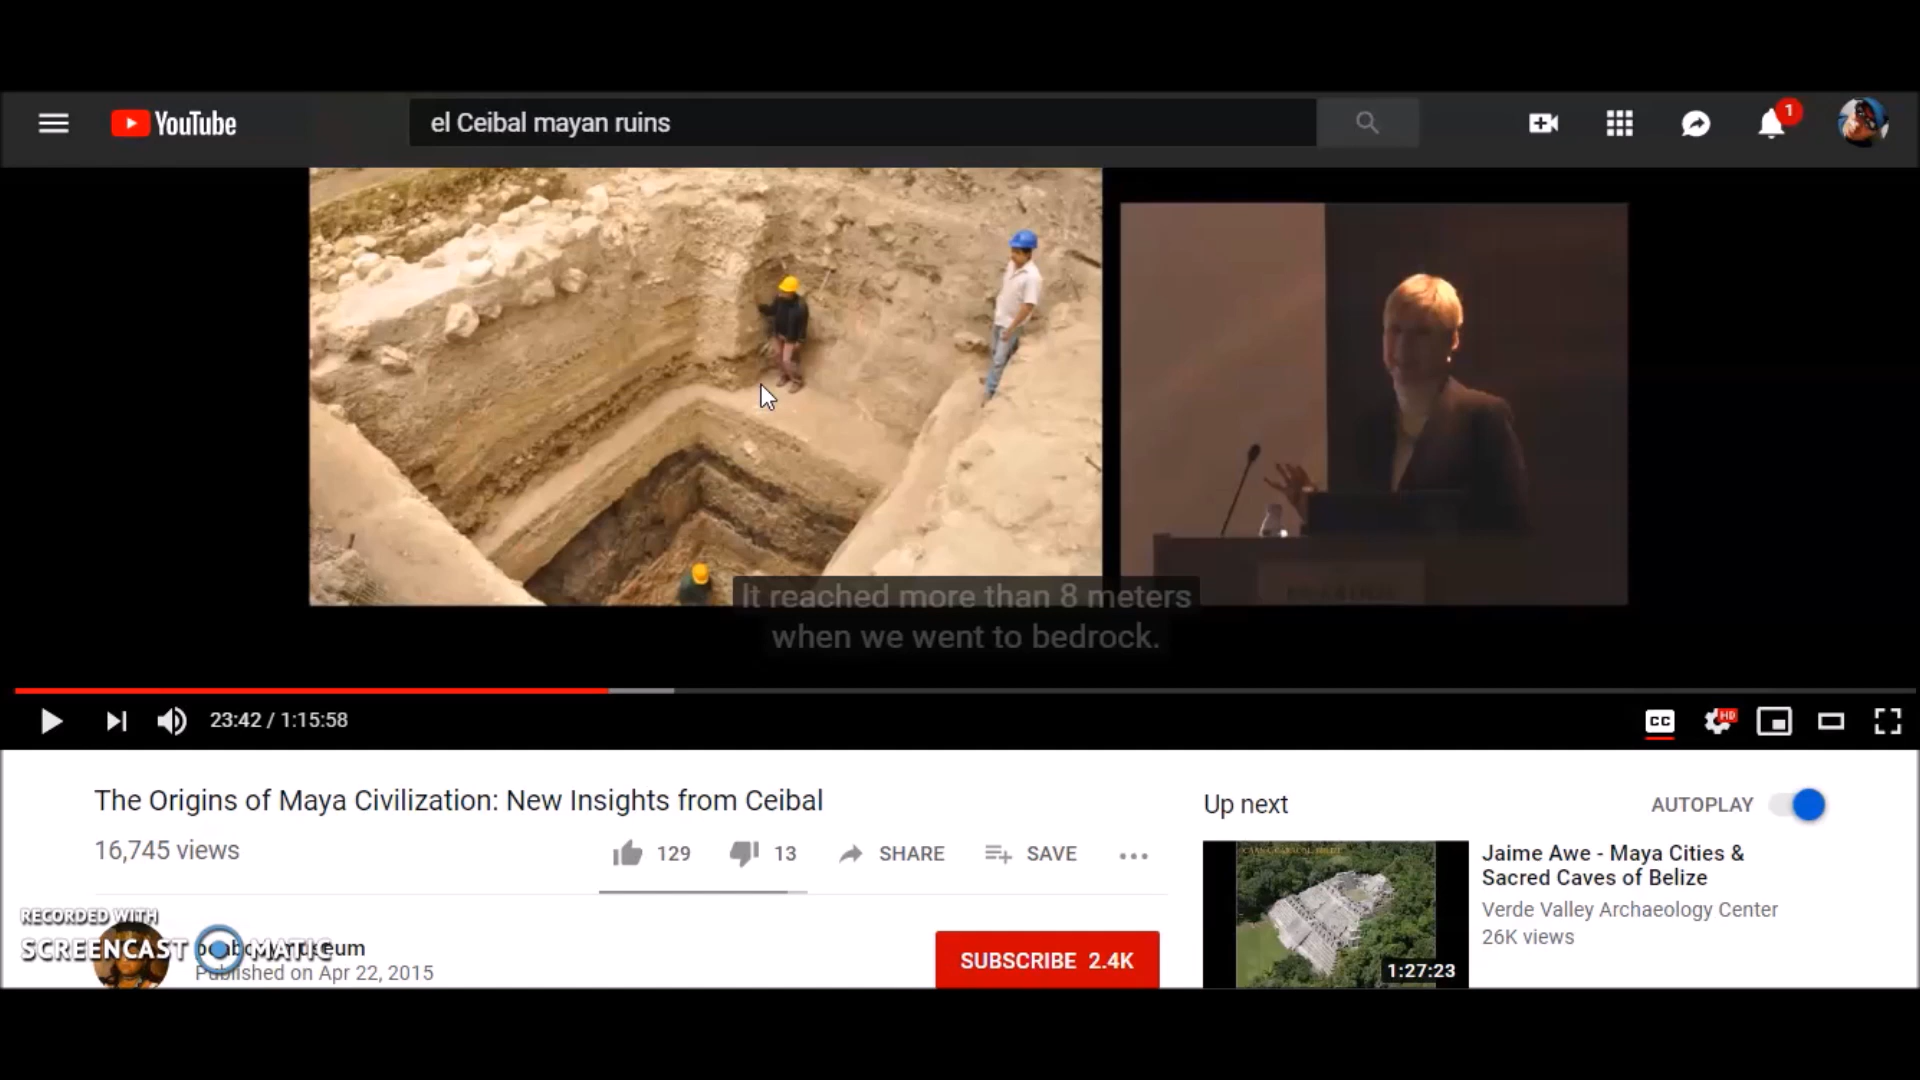 YouTube
el Ceibal mayan ruins
1
It reached more than 8 meters
when we went to bedrock.
23:42 / 1:15:58
CC
HD
The Origins of Maya Civilization: New Insights from Ceibal
16,745 views
129
13
SHARE
SAVE
Up next
AUTOPLAY
Jaime Awe - Maya Cities &
Sacred Caves of Belize
Verde Valley Archaeology Center
26K views
1:27:23
RECORDED WITH
SCREENCAST MATIC
Published on Apr 22, 2015
SUBSCRIBE 2.4K